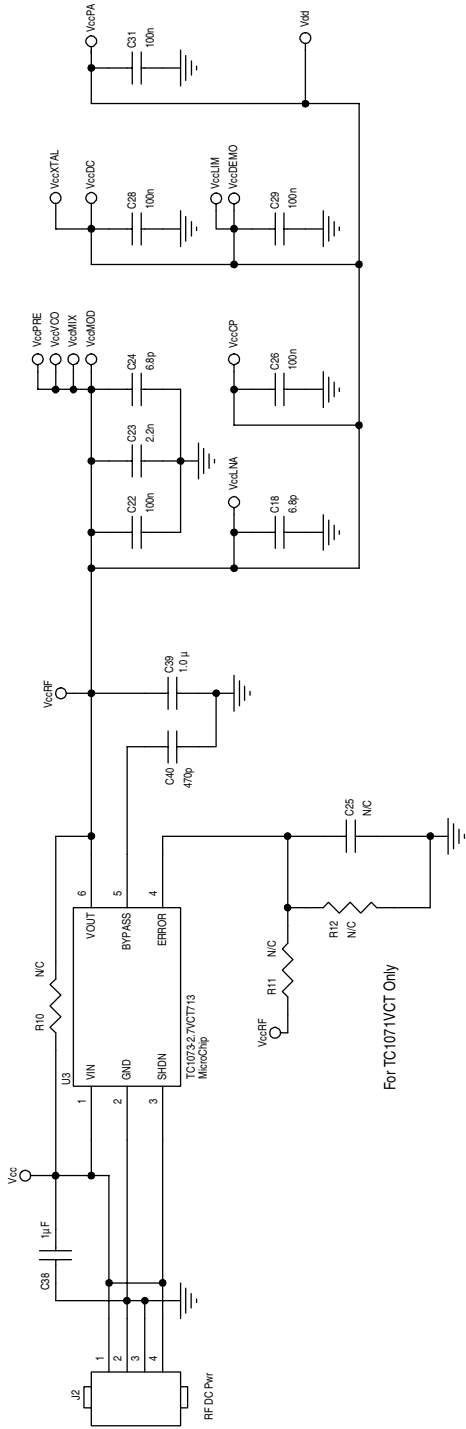 J2
1
2
3
4
RF DC Pwr
C38
1µF
Vcc
R10
N/C
U3
1
VIN
2
GND
3
SHDN
VOUT
6
BYPASS
5
ERROR
4
TC1073-2.7VCT713
MicroChip
VccRF
C40
470p
C39
1.0 µ
VccRF
R11
N/C
R12
N/C
C25
N/C
For TC1071VCT Only
VccPRE
VccVCO
VccMIX
VccMOD
C22
100n
C23
2.2n
C24
6.8p
VccLNA
C18
6.8p
VccCP
C26
100n
VccXTAL
VccDC
C28
100n
VccLIM
VccDEMO
C29
100n
VccPA
C31
100n
Vdd